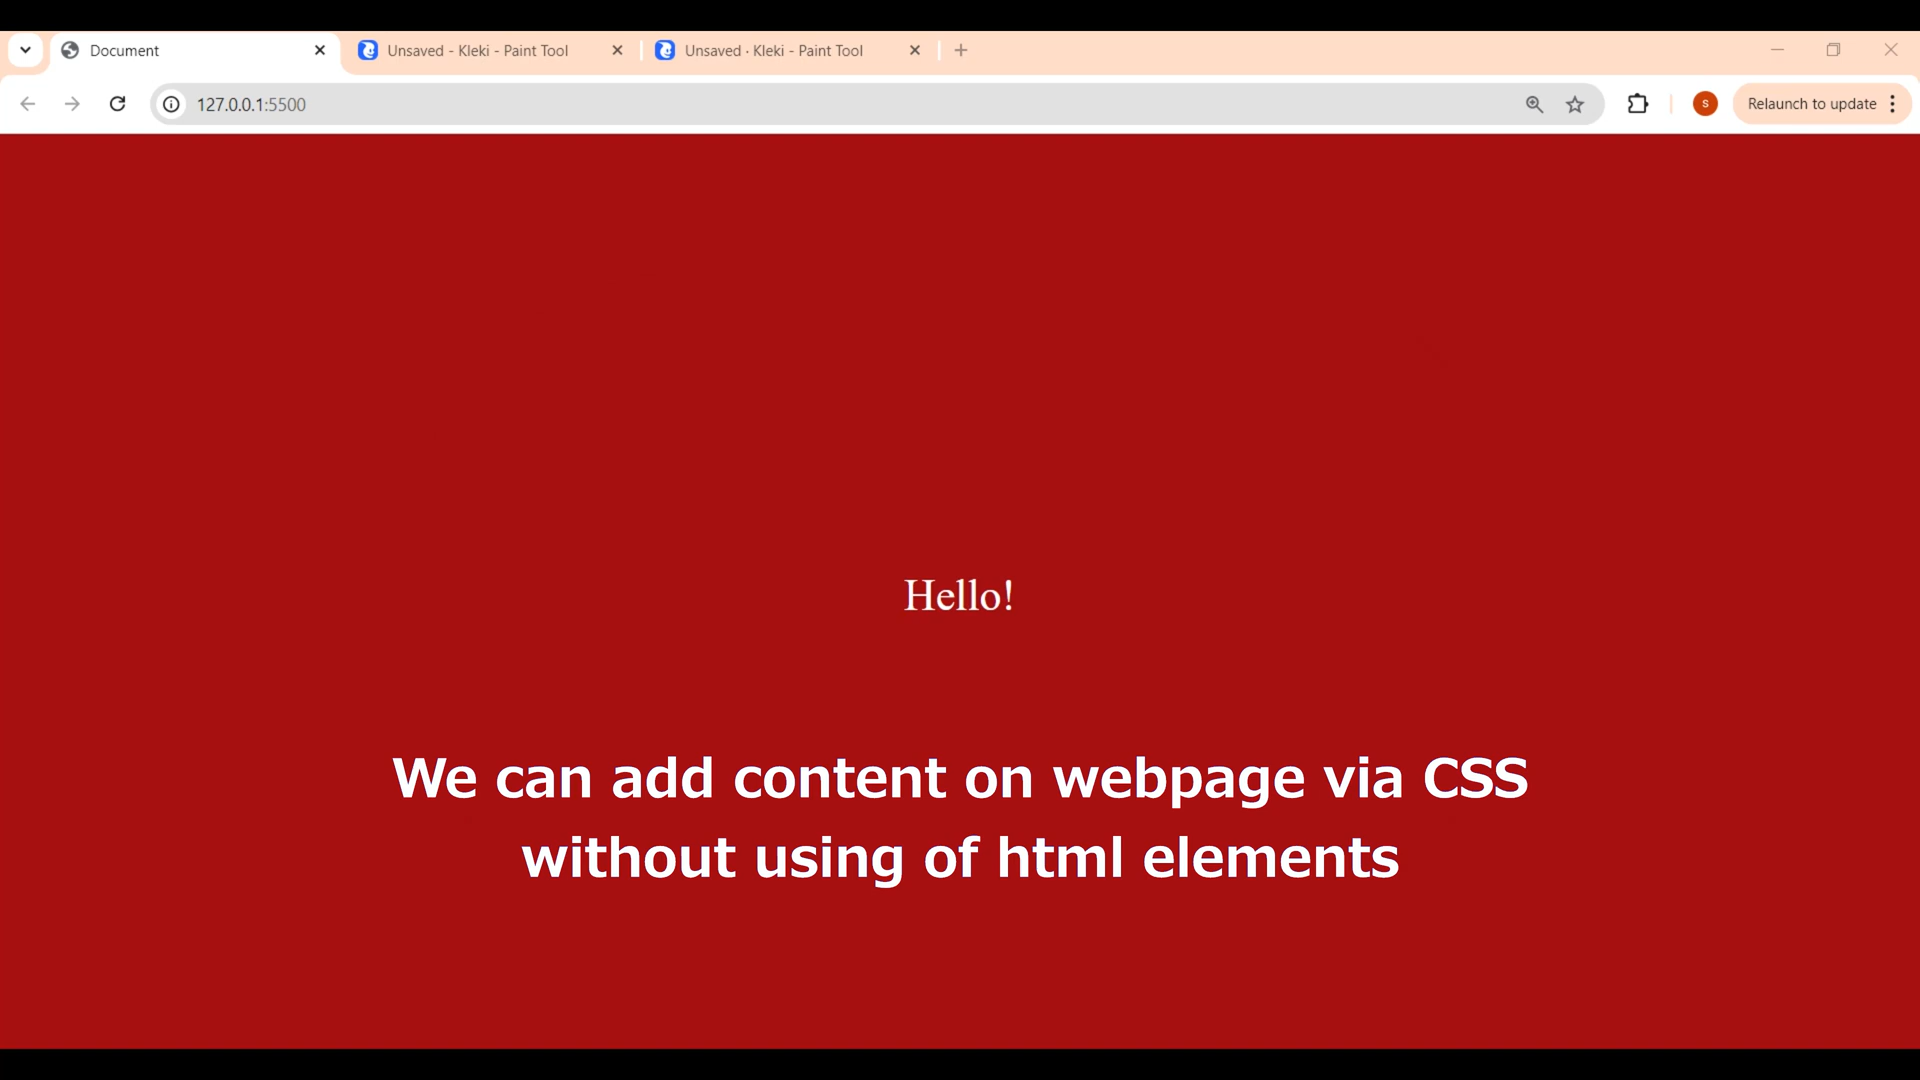 Document
Unsaved - Kleki - Paint Tool
Unsaved · Kleki - Paint Tool
127.0.0.1:5500
S
Relaunch to update
Hello!
We can add content on webpage via CSS
without using of html elements